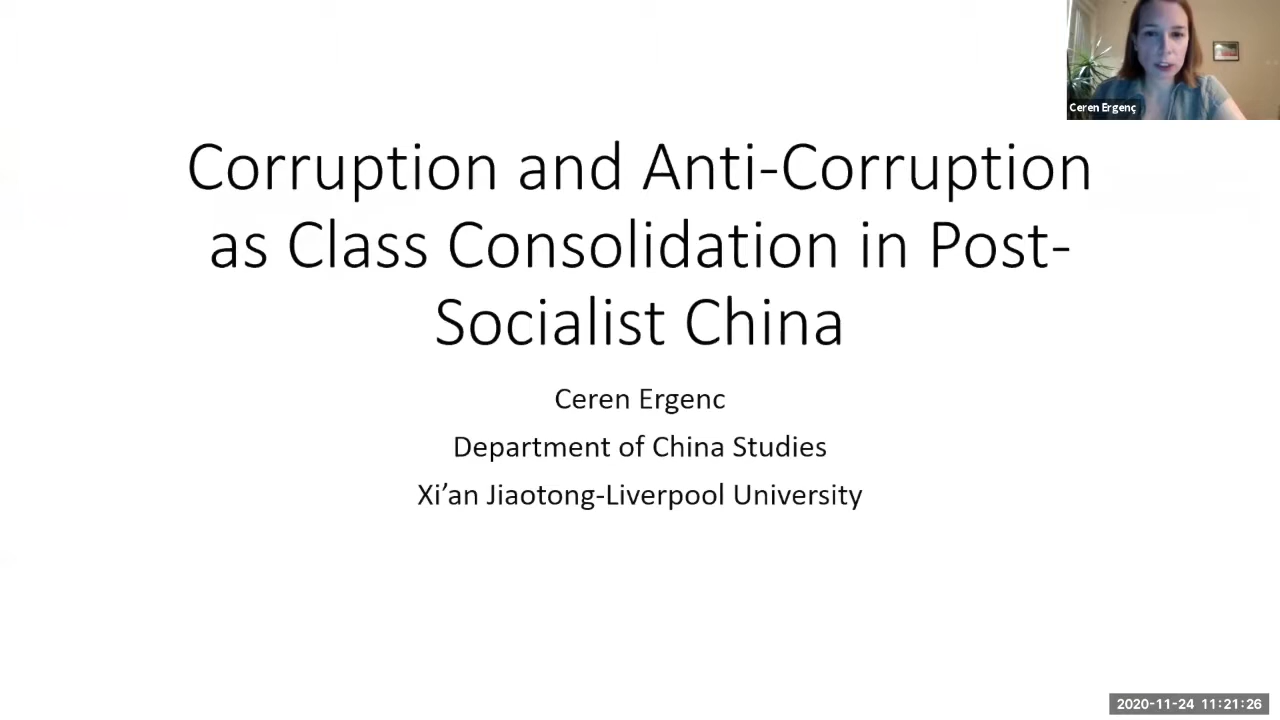 Ceren Ergenç
Corruption and Anti-Corruption
as Class Consolidation in Post-
Socialist China
Ceren Ergenc
Department of China Studies
Xi’an Jiaotong-Liverpool University
2020-11-24 11:21:26